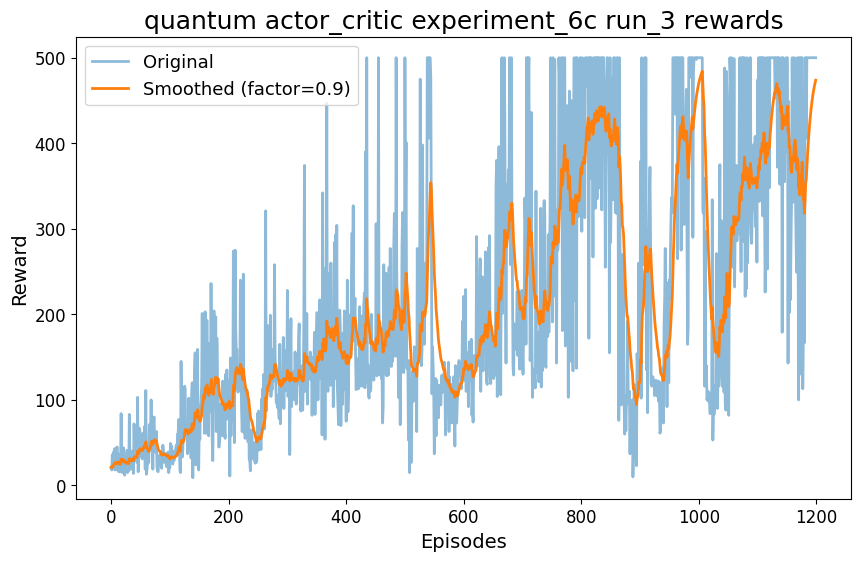 quantum actor_critic experiment_6c run_3 rewards
Original
Smoothed (factor=0.9)
500
400
300
200
100
0
Reward
0 200 400 600 800 1000 1200
Episodes